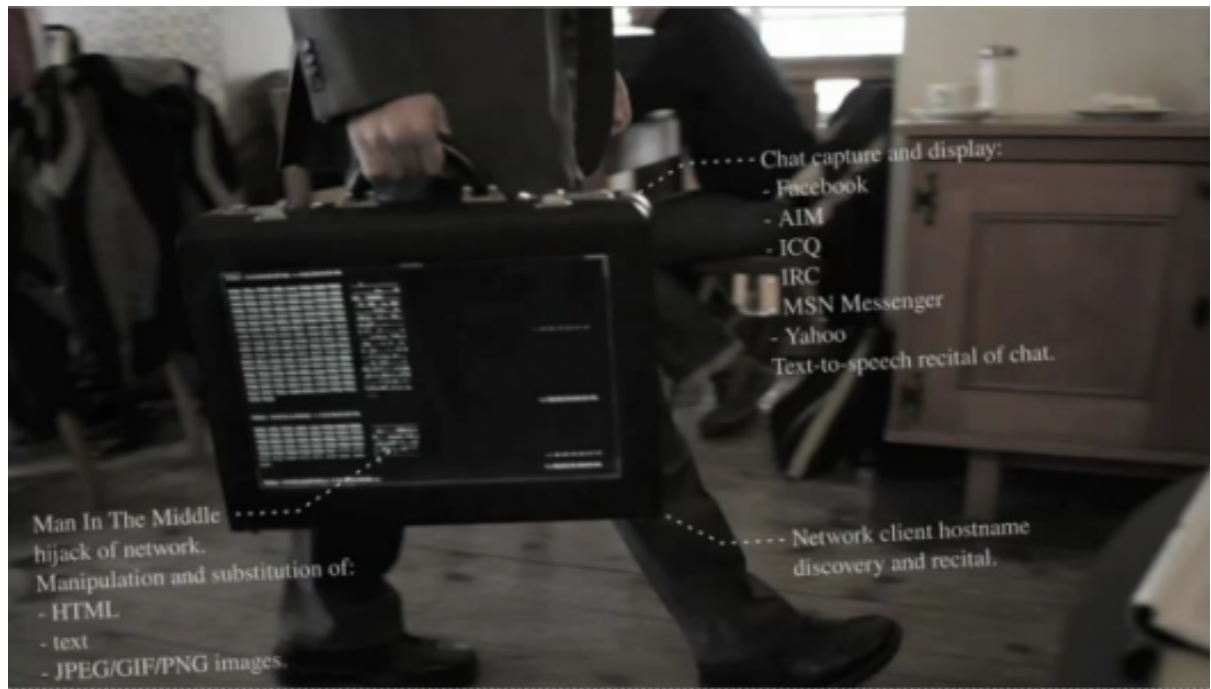 Chat capture and display:
- Facebook
- AIM
- ICQ
- IRC
- MSN Messenger
- Yahoo
Text-to-speech recital of chat.
Man In The Middle
hijack of network.
Manipulation and substitution of:
- HTML
- text
- JPEG/GIF/PNG images.
Network client hostname
discovery and recital.